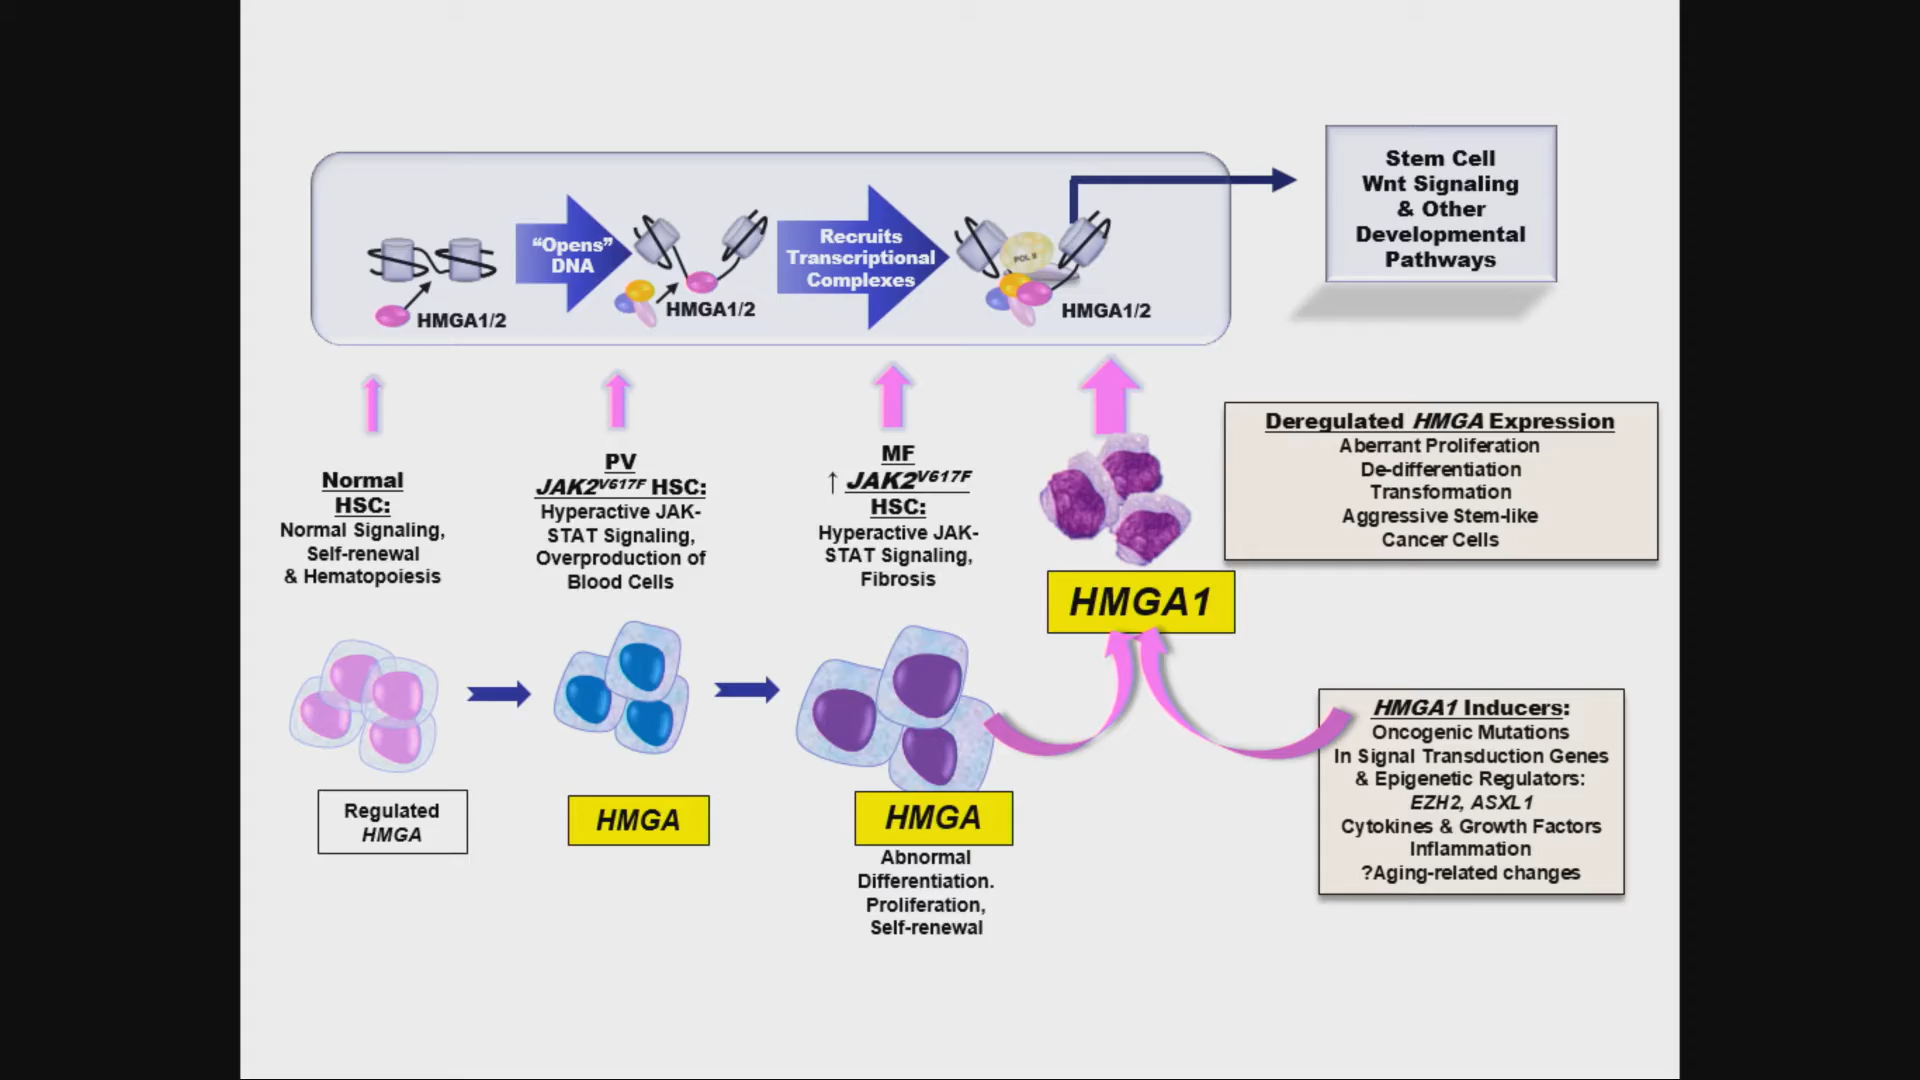 Stem Cell
Wnt Signaling
& Other
Developmental
Pathways
"Opens"
DNA
Recruits
Transcriptional
Complexes
POL II
HMGA1/2
HMGA1/2
HMGA1/2
Normal
HSC:
Normal Signaling,
Self-renewal
& Hematopoiesis
PV
JAK2V617F HSC:
Hyperactive JAK-
STAT Signaling,
Overproduction of
Blood Cells
MF
↑ JAK2V617F
HSC:
Hyperactive JAK-
STAT Signaling,
Fibrosis
Deregulated HMGA Expression
Aberrant Proliferation
De-differentiation
Transformation
Aggressive Stem-like
Cancer Cells
HMGA1
HMGA1 Inducers:
Oncogenic Mutations
In Signal Transduction Genes
& Epigenetic Regulators:
EZH2, ASXL1
Cytokines & Growth Factors
Inflammation
?Aging-related changes
Regulated
HMGA
HMGA
HMGA
Abnormal
Differentiation.
Proliferation,
Self-renewal